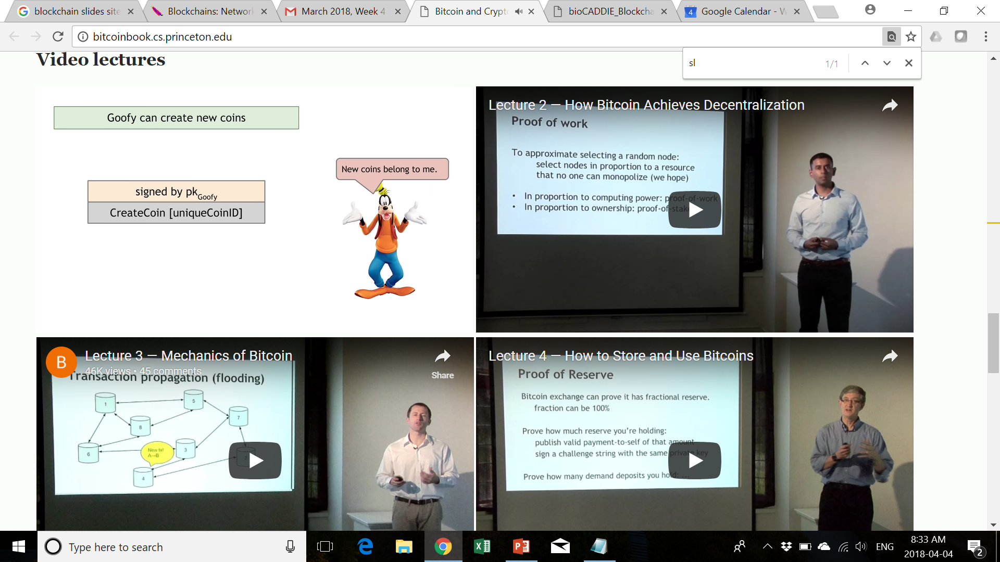 blockchain slides site
Blockchains: Network
March 2018, Week 4
Bitcoin and Crypto
bioCADDIE_Blockcha
4
Google Calendar - W
bitcoinbook.cs.princeton.edu
sl
1/1
Video lectures
Goofy can create new coins
New coins belong to me.
signed by pk Goofy
CreateCoin [uniqueCoinID]
Lecture 2 — How Bitcoin Achieves Decentralization
Proof of work
To approximate selecting a random node:
select nodes in proportion to a resource
that no one can monopolize (we hope)
• In proportion to computing power: proof-of-work
• In proportion to ownership: proof-of-stake
B
Lecture 3 — Mechanics of Bitcoin
46K views • 45 comments
Share
Transaction propagation (flooding)
1
5
7
8
New tx!
A→B
3
6
2
4
Lecture 4 — How to Store and Use Bitcoins
Proof of Reserve
Bitcoin exchange can prove it has fractional reserve.
fraction can be 100%
Prove how much reserve you're holding:
publish valid payment-to-self of that amount
sign a challenge string with the same private key
Prove how many demand deposits you hold: ...
Type here to search
ENG
8:33 AM
2018-04-04
2